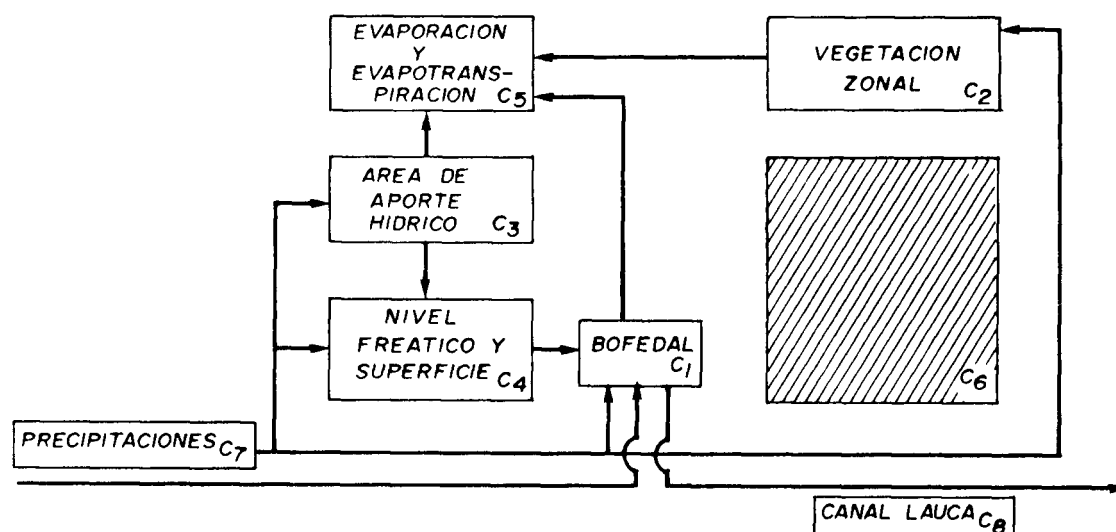 EVAPORACION
Y
EVAPOTRANS-
PIRACION C5
VEGETACION
ZONAL C2
AREA DE
APORTE
HIDRICO C3
NIVEL
FREATICO Y
SUPERFICIE C4
BOFEDAL
C1
C6
PRECIPITACIONES C7
CANAL LAUCA C8